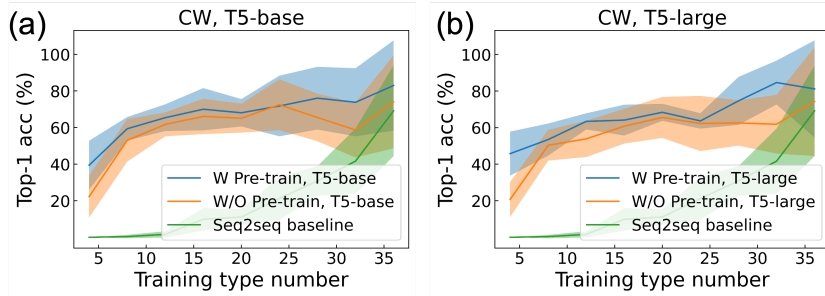 (a)
CW, T5-base
Top-1 acc (%)
100
80
60
40
20
W Pre-train, T5-base
W/O Pre-train, T5-base
Seq2seq baseline
5 10 15 20 25 30 35
Training type number
(b)
CW, T5-large
Top-1 acc (%)
100
80
60
40
20
W Pre-train, T5-large
W/O Pre-train, T5-large
Seq2seq baseline
5 10 15 20 25 30 35
Training type number